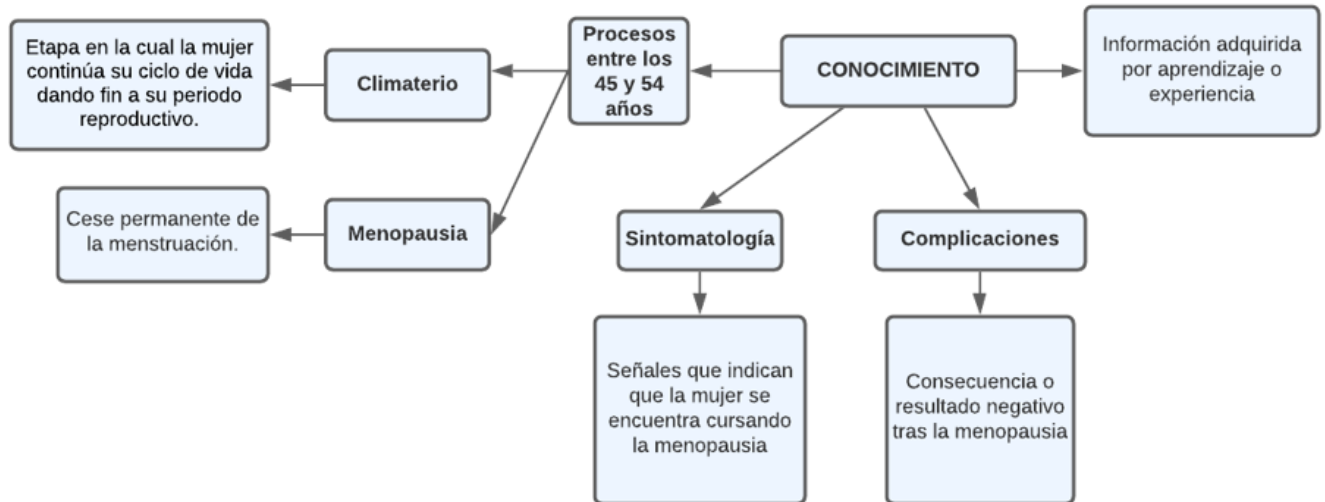 Etapa en la cual la mujer
continúa su ciclo de vida
dando fin a su periodo
reproductivo.
Climaterio
Procesos
entre los
45 y 54
años
CONOCIMIENTO
Información adquirida
por aprendizaje o
experiencia
Cese permanente de
la menstruación.
Menopausia
Sintomatología
Complicaciones
Señales que indican
que la mujer se
encuentra cursando
la menopausia
Consecuencia o
resultado negativo
tras la menopausia